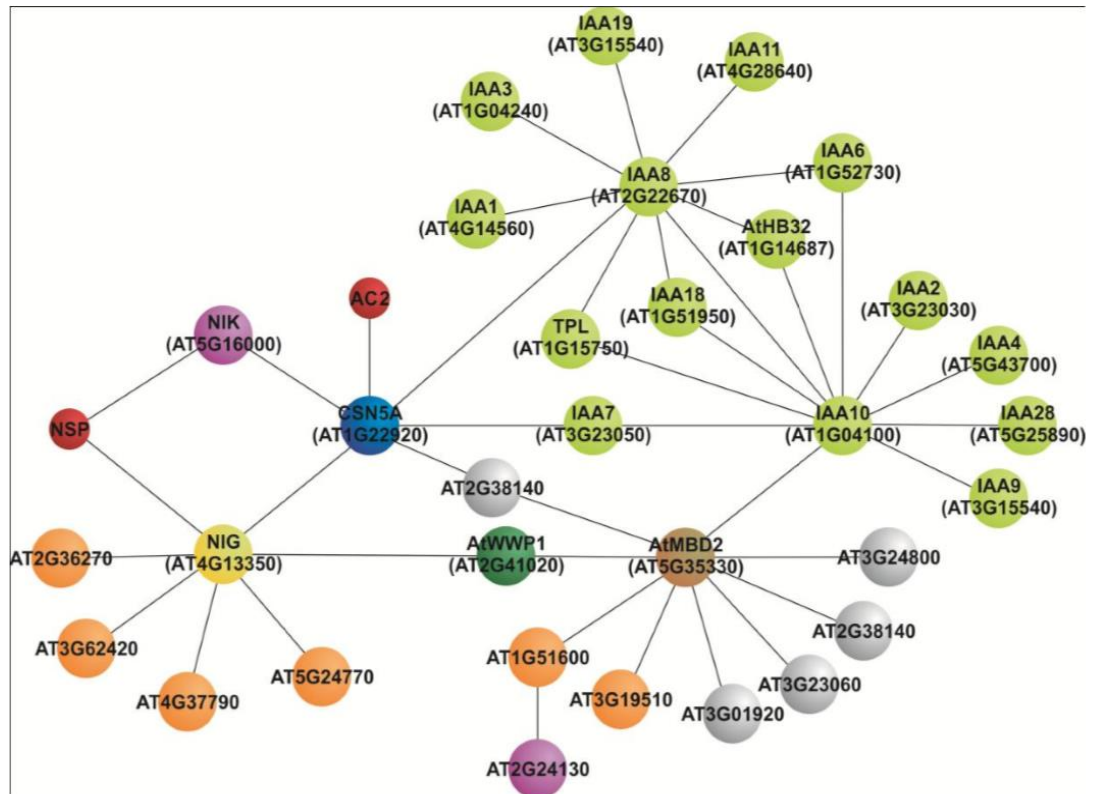 IAA19
(AT3G15540)
IAA11
(AT4G28640)
IAA3
(AT1G04240)
IAA6
(AT1G52730)
IAA8
(AT2G22670)
IAA1
(AT4G14560)
AtHB32
(AT1G14687)
AC2
IAA18
(AT1G51950)
IAA2
(AT3G23030)
NIK
(AT5G16000)
TPL
(AT1G15750)
IAA4
(AT5G43700)
NSP
CSN5A
(AT1G22920)
IAA7
(AT3G23050)
IAA10
(AT1G04100)
IAA28
(AT5G25890)
AT2G38140
IAA9
(AT3G15540)
AT2G36270
NIG
(AT4G13350)
AtWWP1
(AT2G41020)
AtMBD2
(AT5G35330)
AT3G24800
AT3G62420
AT5G24770
AT4G37790
AT1G51600
AT3G19510
AT3G01920
AT3G23060
AT2G38140
AT2G24130